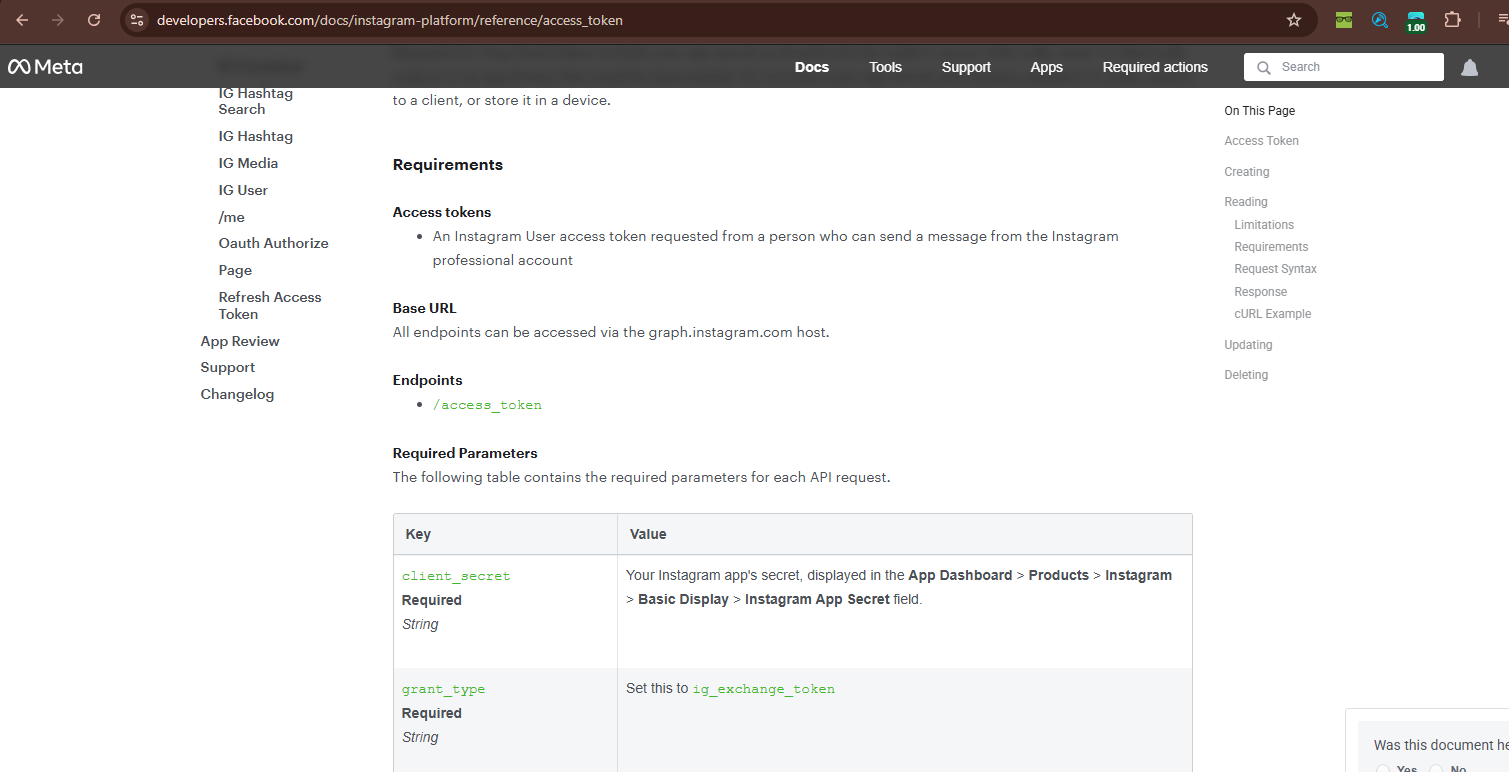 developers.facebook.com/docs/instagram-platform/reference/access_token
1.00
Meta
Docs
Tools
Support
Apps
Required actions
Search
IG Hashtag
Search
IG Hashtag
IG Media
IG User
/me
Oauth Authorize
Page
Refresh Access
Token
App Review
Support
Changelog
to a client, or store it in a device.
Requirements
Access tokens
An Instagram User access token requested from a person who can send a message from the Instagram
professional account
Base URL
All endpoints can be accessed via the graph.instagram.com host.
Endpoints
/access_token
Required Parameters
The following table contains the required parameters for each API request.
Key
Value
client_secret
Required
String
Your Instagram app's secret, displayed in the App Dashboard > Products > Instagram
> Basic Display > Instagram App Secret field.
grant_type
Required
String
Set this to ig_exchange_token
On This Page
Access Token
Creating
Reading
Limitations
Requirements
Request Syntax
Response
cURL Example
Updating
Deleting
Was this document he
Yes
No